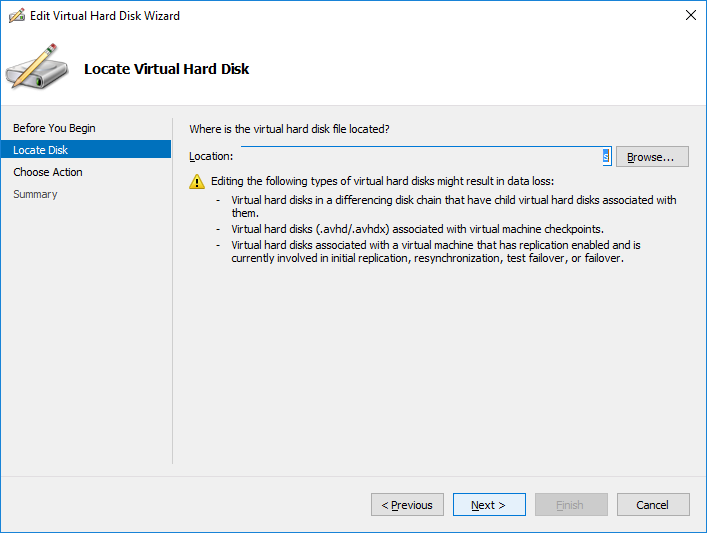 Edit Virtual Hard Disk Wizard
Locate Virtual Hard Disk
Before You Begin
Locate Disk
Choose Action
Summary
Where is the virtual hard disk file located?
Location:
Browse...
Editing the following types of virtual hard disks might result in data loss:
- Virtual hard disks in a differencing disk chain that have child virtual hard disks associated with
them.
- Virtual hard disks (.avhd/.avhdx) associated with virtual machine checkpoints.
- Virtual hard disks associated with a virtual machine that has replication enabled and is
currently involved in initial replication, resynchronization, test failover, or failover.
< Previous
Next >
Finish
Cancel